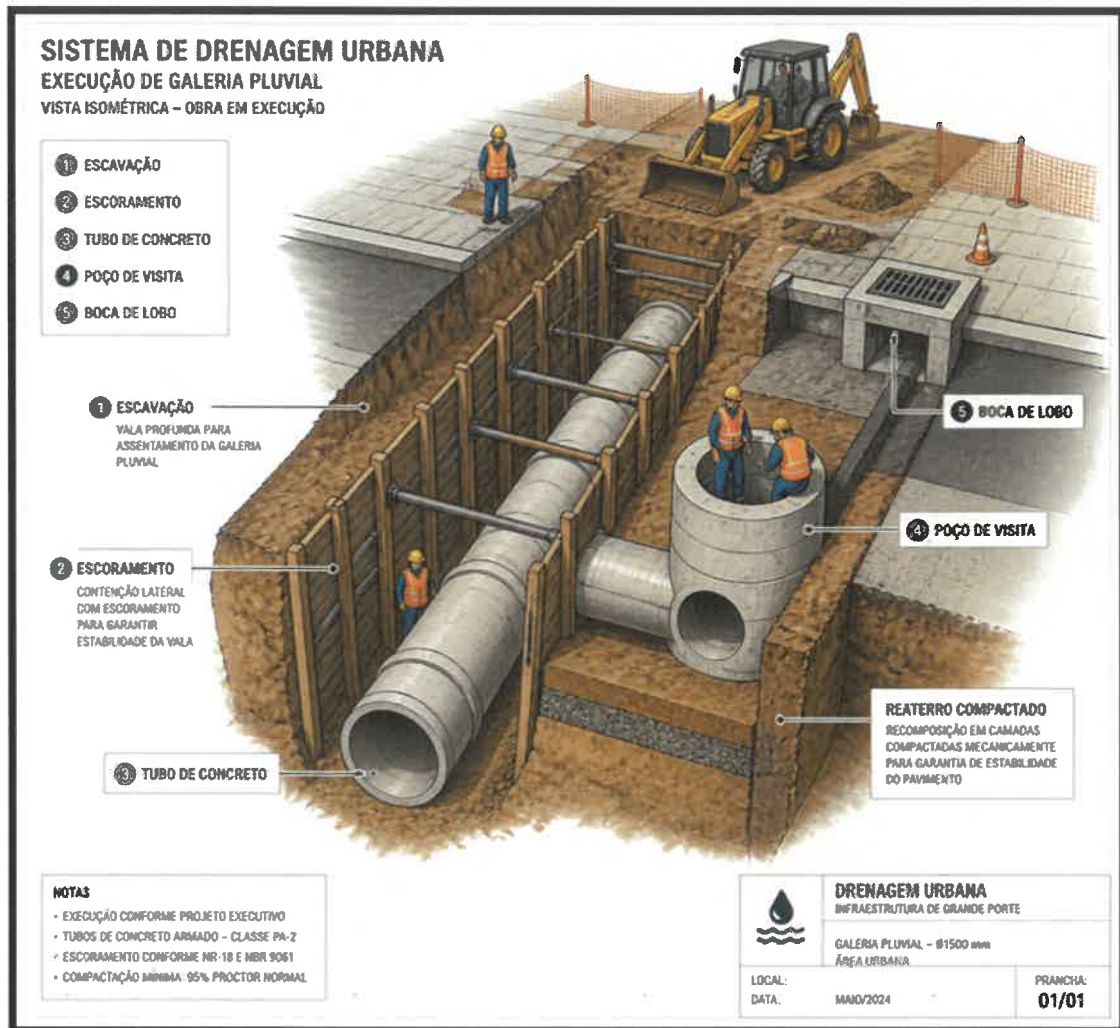 SISTEMA DE DRENAGEM URBANA
EXECUÇÃO DE GALERIA PLUVIAL
VISTA ISOMÉTRICA – OBRA EM EXECUÇÃO
1 ESCAVAÇÃO
2 ESCORAMENTO
3 TUBO DE CONCRETO
4 POÇO DE VISITA
5 BOCA DE LOBO
1 ESCAVAÇÃO
VALA PROFUNDA PARA
ASSENTAMENTO DA GALERIA
PLUVIAL
5 BOCA DE LOBO
4 POÇO DE VISITA
2 ESCORAMENTO
CONTENÇÃO LATERAL
COM ESCORAMENTO
PARA GARANTIR
ESTABILIDADE DA VALA
REATERRO COMPACTADO
RECOMPOSIÇÃO EM CAMADAS
COMPACTADAS MECANICAMENTE
PARA GARANTIA DE ESTABILIDADE
DO PAVIMENTO
3 TUBO DE CONCRETO
NOTAS
• EXECUÇÃO CONFORME PROJETO EXECUTIVO
• TUBOS DE CONCRETO ARMADO – CLASSE PA-2
• ESCORAMENTO CONFORME NR-18 E NBR 9061
• COMPACTAÇÃO MÍNIMA 95% PROCTOR NORMAL
DRENAGEM URBANA
INFRAESTRUTURA DE GRANDE PORTE
GALERIA PLUVIAL – Ø1500 mm
ÁREA URBANA
LOCAL:
DATA: MAIO/2024
PRANCHA:
01/01